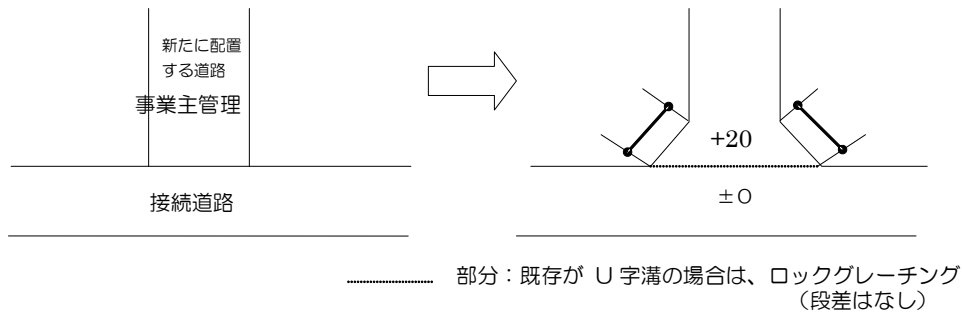 新たに配置
する道路
事業主管理
接続道路
+20
±０
部分：既存が U 字溝の場合は、ロックグレーチング
（段差はなし）